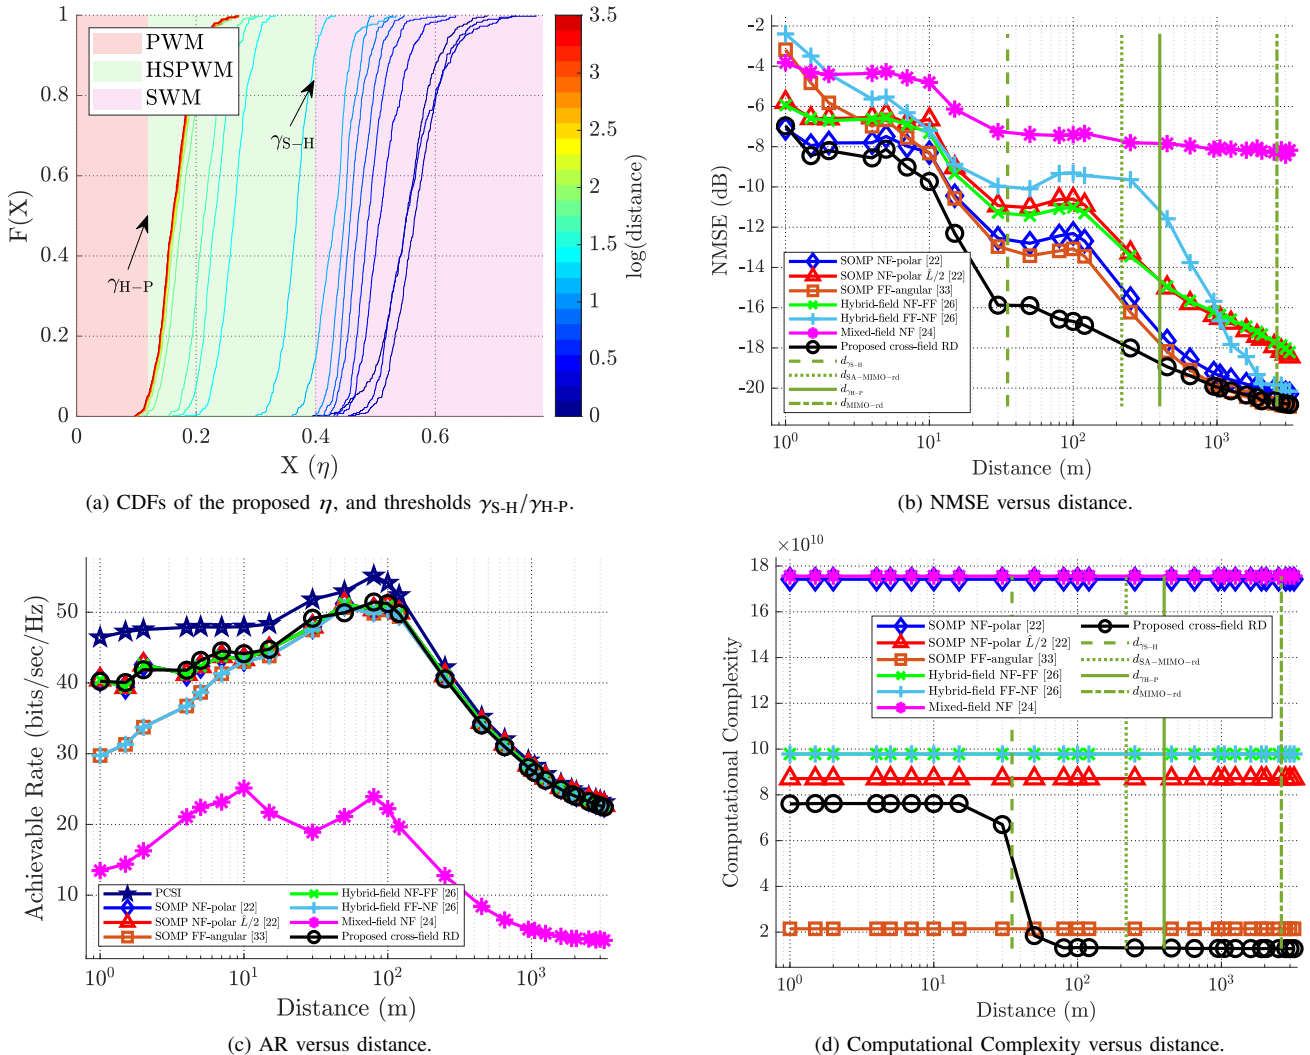 PWM
HSPWM
SWM
γS−H
γH−P
1
0.8
0.6
0.4
0.2
0
F(X)
0
0.2
0.4
0.6
X (η)
3.5
3
2.5
2
1.5
1
0.5
0
log(distance)
(a) CDFs of the proposed η, and thresholds γS-H/γH-P.
-2
-4
-6
-8
-10
-12
-14
-16
-18
-20
NMSE (dB)
SOMP NF-polar [22]
SOMP NF-polar L̂/2 [22]
SOMP FF-angular [33]
Hybrid-field NF-FF [26]
Hybrid-field FF-NF [26]
Mixed-field NF [24]
Proposed cross-field RD
dγS−H
dSA−MIMO−rd
dγH−P
dMIMO−rd
10⁰
10¹
10²
10³
Distance (m)
(b) NMSE versus distance.
50
40
30
20
10
Achievable Rate (bits/sec/Hz)
PCSI
SOMP NF-polar [22]
SOMP NF-polar L̂/2 [22]
SOMP FF-angular [33]
Hybrid-field NF-FF [26]
Hybrid-field FF-NF [26]
Mixed-field NF [24]
Proposed cross-field RD
10⁰
10¹
10²
10³
Distance (m)
(c) AR versus distance.
×10¹⁰
18
16
14
12
10
8
6
4
2
Computational Complexity
SOMP NF-polar [22]
SOMP NF-polar L̂/2 [22]
SOMP FF-angular [33]
Hybrid-field NF-FF [26]
Hybrid-field FF-NF [26]
Mixed-field NF [24]
Proposed cross-field RD
dγS−H
dSA−MIMO−rd
dγH−P
dMIMO−rd
10⁰
10¹
10²
10³
Distance (m)
(d) Computational Complexity versus distance.